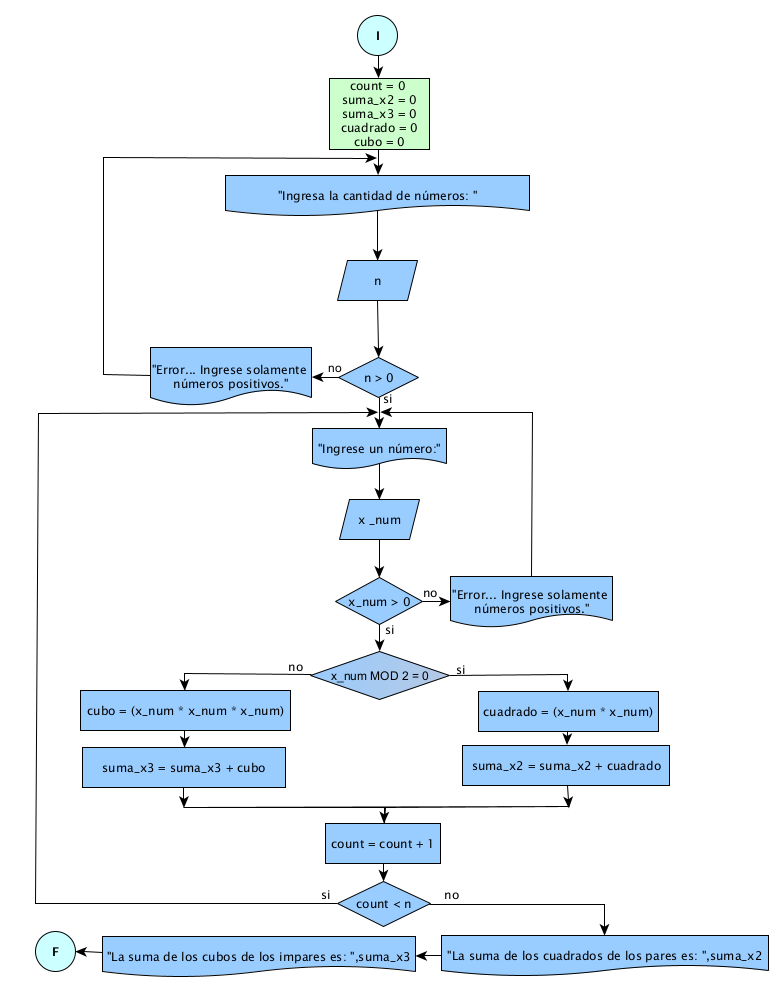 I
count = 0
suma_x2 = 0
suma_x3 = 0
cuadrado = 0
cubo = 0
"Ingresa la cantidad de números: "
n
n > 0
no
"Error... Ingrese solamente
números positivos."
si
"Ingrese un número:"
x _num
x_num > 0
no
"Error... Ingrese solamente
números positivos."
si
x_num MOD 2 = 0
no
si
cubo = (x_num * x_num * x_num)
cuadrado = (x_num * x_num)
suma_x3 = suma_x3 + cubo
suma_x2 = suma_x2 + cuadrado
count = count + 1
si
count < n
no
"La suma de los cuadrados de los pares es: ",suma_x2
"La suma de los cubos de los impares es: ",suma_x3
F